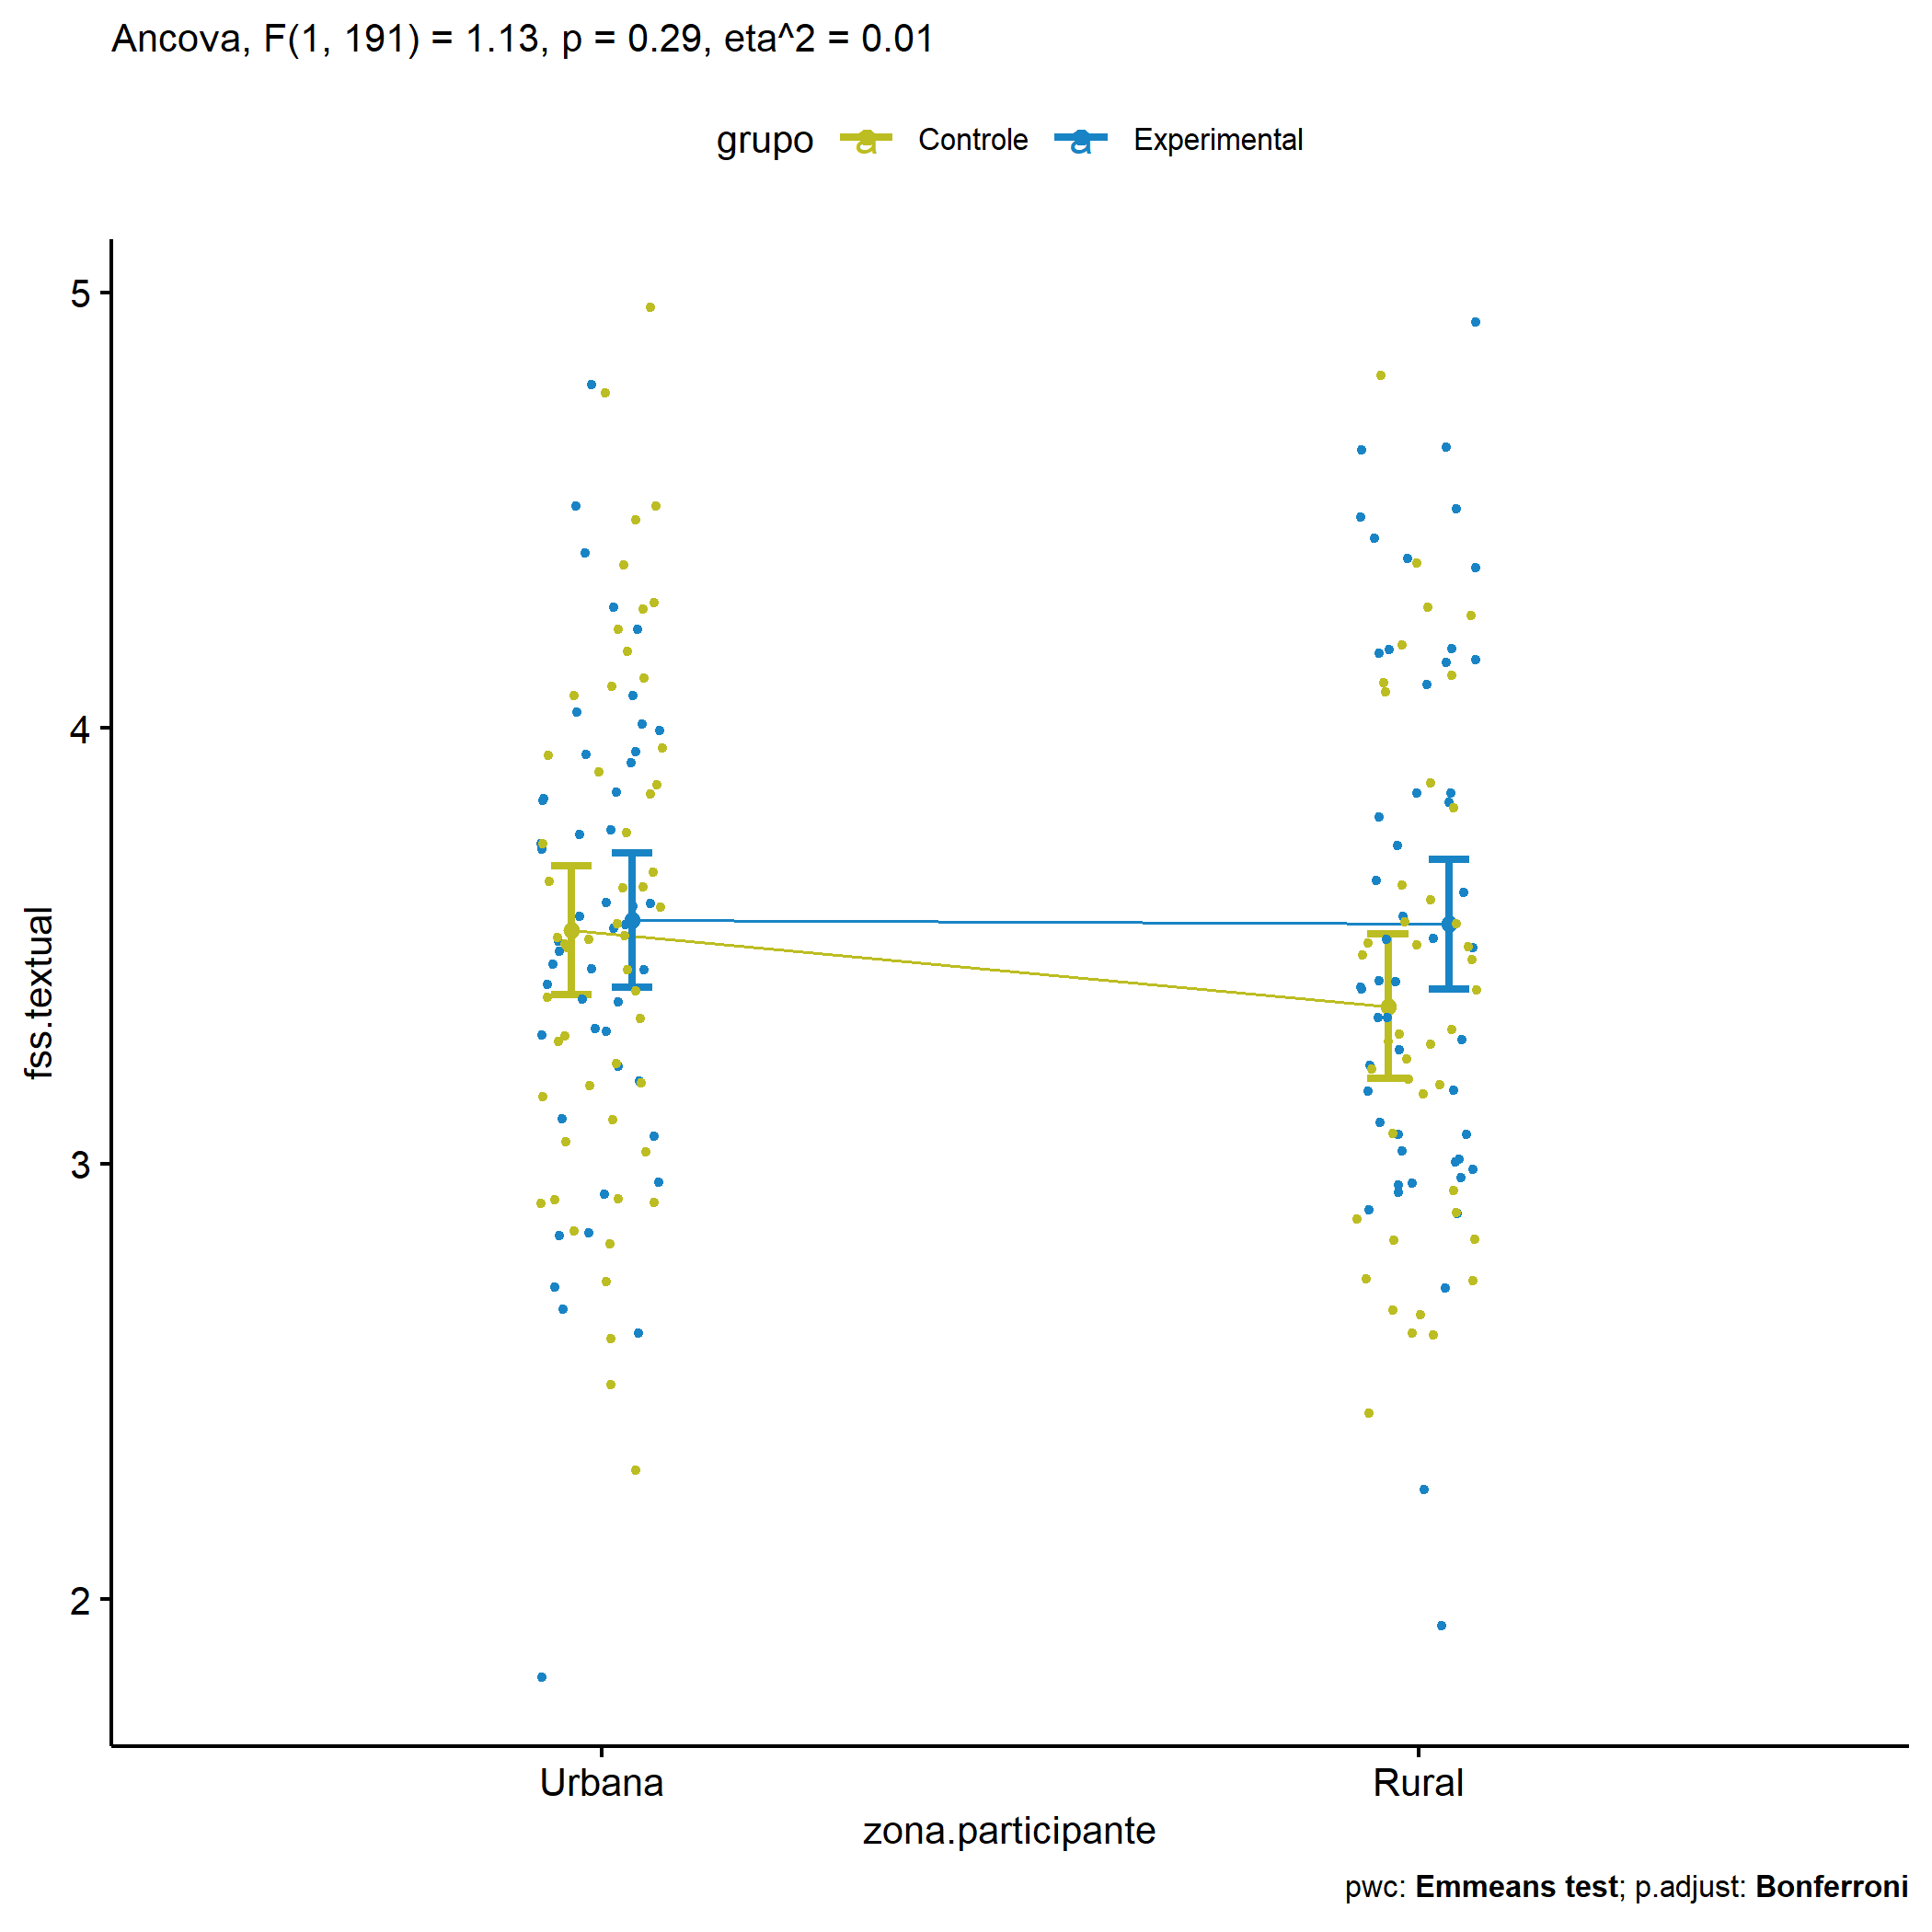 Ancova, F(1, 191) = 1.13, p = 0.29, eta^2 = 0.01
grupo a Controle a Experimental
5
4
3
2
fss.textual
Urbana Rural
zona.participante
pwc: Emmeans test; p.adjust: Bonferroni